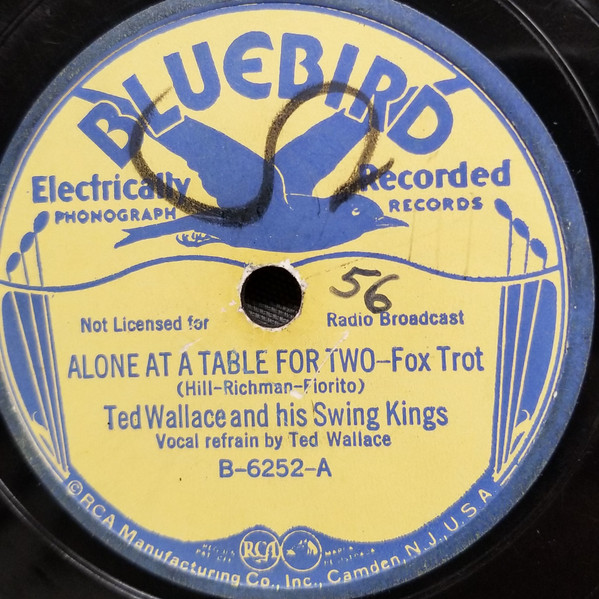 BLUEBIRD
Electrically Recorded
PHONOGRAPH RECORDS
56
Not Licensed for Radio Broadcast
ALONE AT A TABLE FOR TWO-Fox Trot
(Hill-Richman-Fiorito)
Ted Wallace and his Swing Kings
Vocal refrain by Ted Wallace
B-6252-A
RCA
©RCA Manufacturing Co., Inc., Camden, N.J., U.S.A